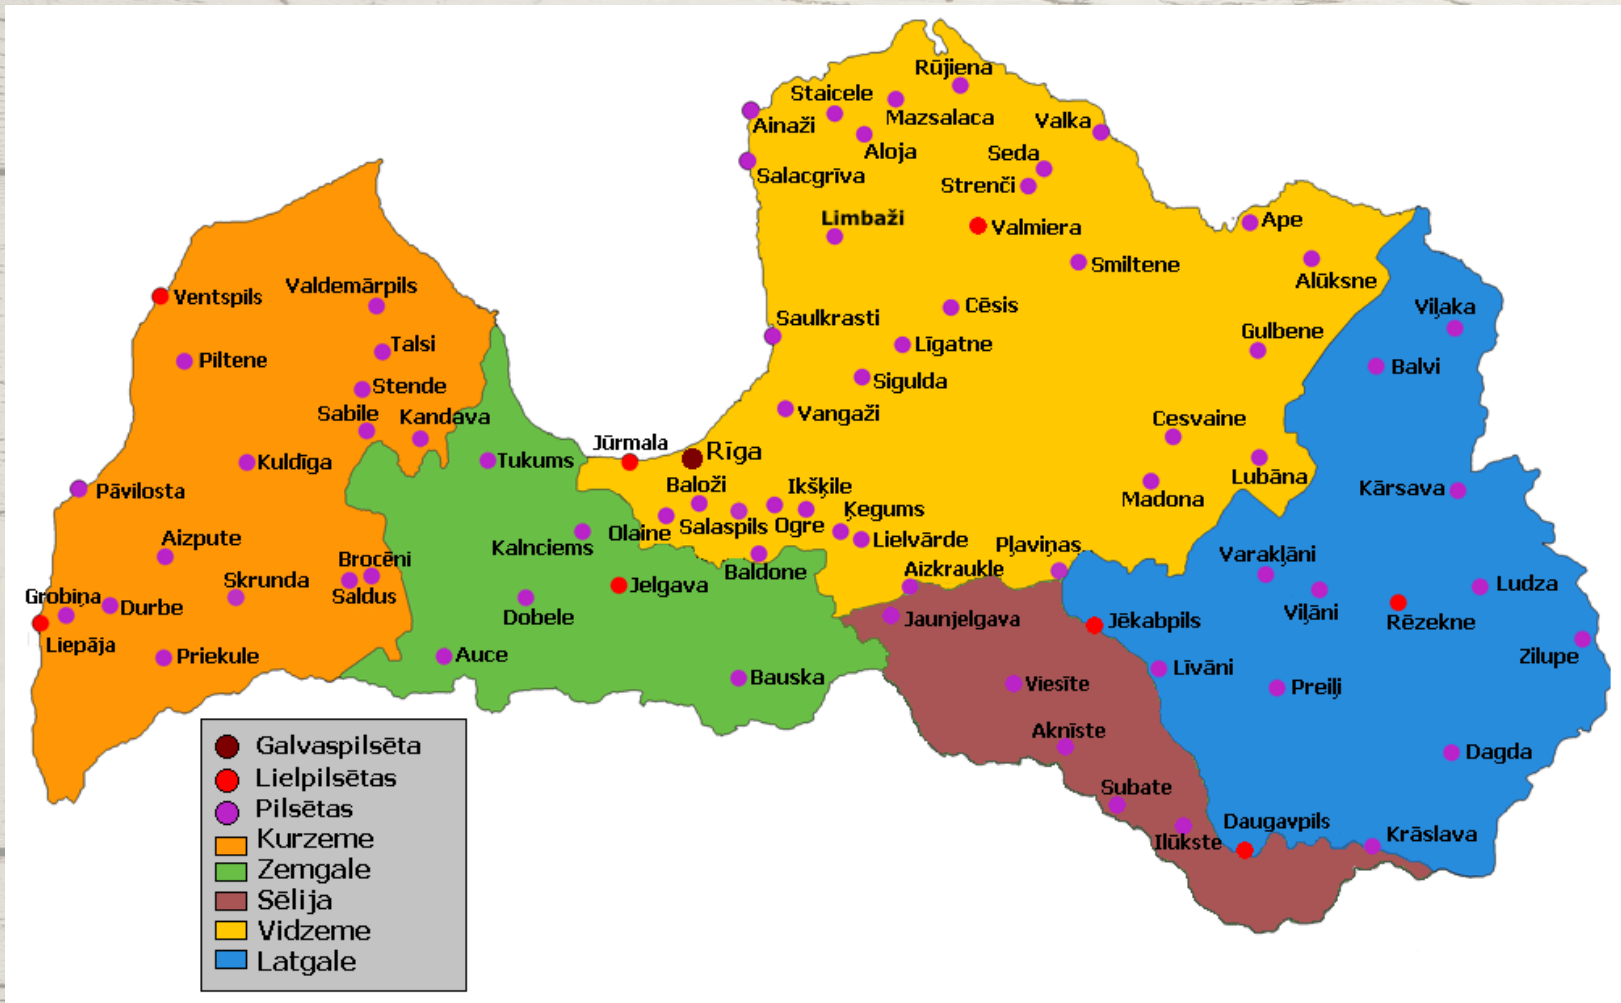 Rūjiena
Staicele
Mazsalaca
Ainaži
Valka
Aloja
Seda
Salacgrīva
Strenči
Limbaži
Ape
Valmiera
Smiltene
Alūksne
Valdemārpils
Ventspils
Cēsis
Viļaka
Saulkrasti
Gulbene
Talsi
Līgatne
Piltene
Balvi
Stende
Sigulda
Sabile
Kandava
Vangaži
Cesvaine
Jūrmala
Rīga
Kuldīga
Tukums
Lubāna
Baloži
Ikšķile
Kārsava
Pāvilosta
Madona
Ķegums
Olaine
Salaspils
Ogre
Aizpute
Lielvārde
Kalnciems
Pļaviņas
Brocēni
Varakļāni
Baldone
Aizkraukle
Skrunda
Jelgava
Ludza
Grobiņa
Saldus
Durbe
Viļāni
Dobele
Jaunjelgava
Jēkabpils
Rēzekne
Liepāja
Priekule
Auce
Zilupe
Līvāni
Bauska
Viesīte
Preiļi
Aknīste
Dagda
Subate
Daugavpils
Krāslava
Ilūkste
Galvaspilsēta
Lielpilsētas
Pilsētas
Kurzeme
Zemgale
Sēlija
Vidzeme
Latgale